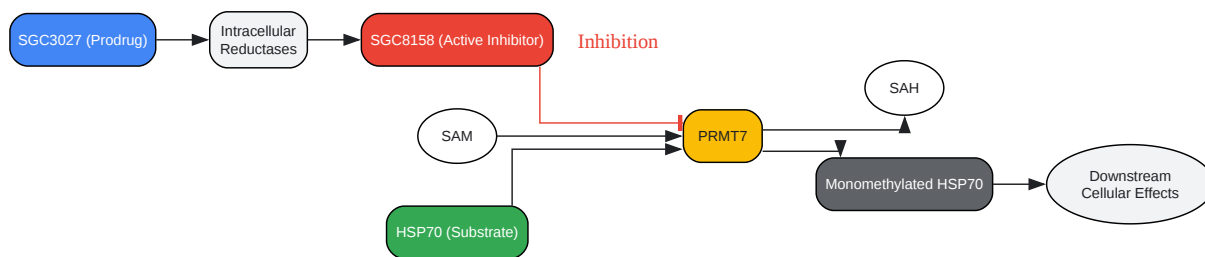 SGC3027 (Prodrug)
Intracellular
Reductases
SGC8158 (Active Inhibitor)
Inhibition
SAH
SAM
PRMT7
Monomethylated HSP70
Downstream
Cellular Effects
HSP70 (Substrate)